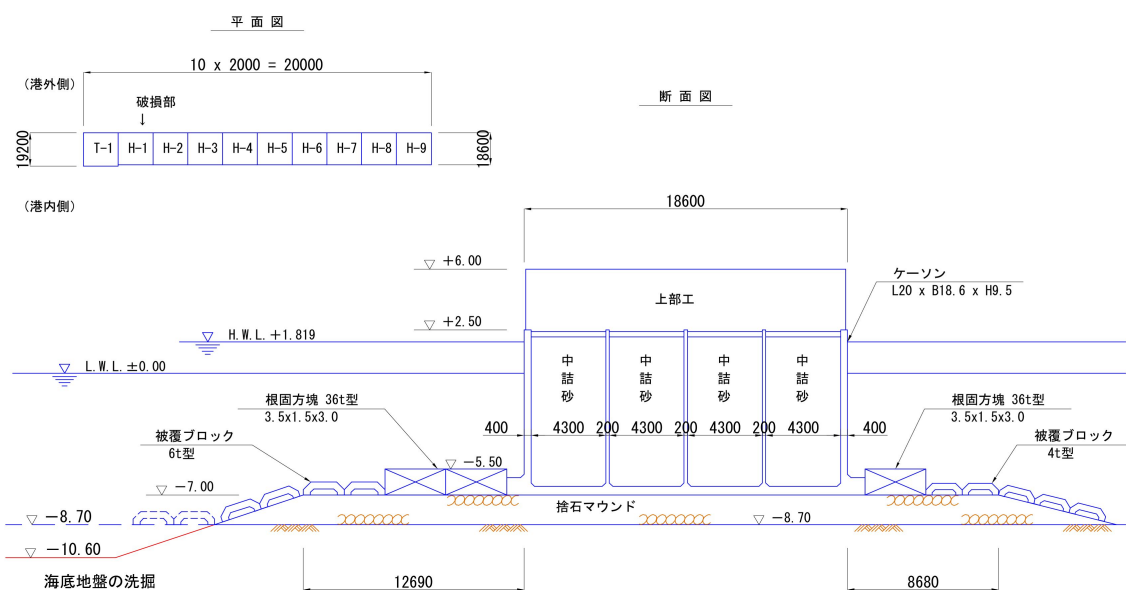 平 面 図
10 x 2000 = 20000
(港外側)
破損部
↓
19200
T-1 H-1 H-2 H-3 H-4 H-5 H-6 H-7 H-8 H-9
18600
(港内側)
断 面 図
18600
+6.00
ケーソン
L20 x B18.6 x H9.5
上部工
+2.50
H.W.L.+1.819
L.W.L.±0.00
中詰砂
中詰砂
中詰砂
中詰砂
根固方塊 36t型
3.5x1.5x3.0
根固方塊 36t型
3.5x1.5x3.0
400 4300 200 4300 200 4300 200 4300 400
被覆ブロック
6t型
被覆ブロック
4t型
-5.50
-7.00
捨石マウンド
-8.70
-8.70
-10.60
海底地盤の洗掘
12690
8680